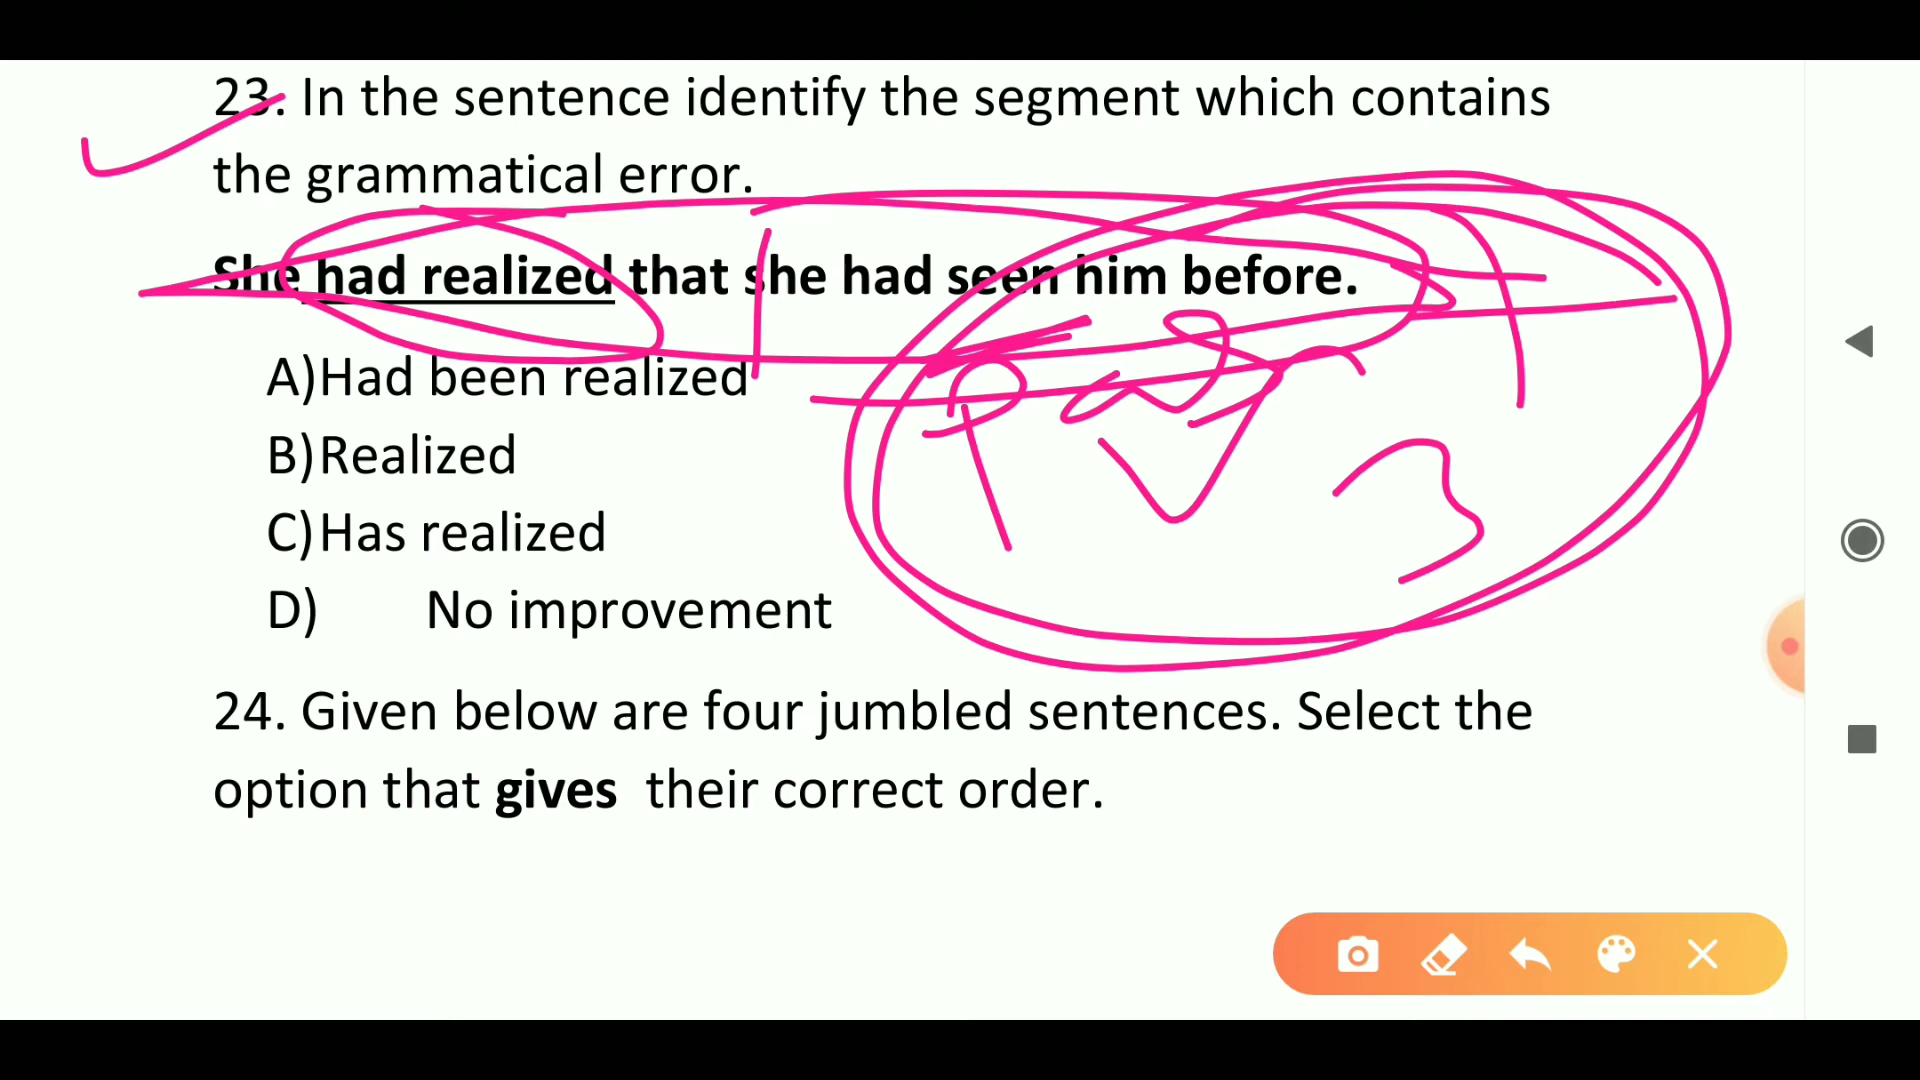 23. In the sentence identify the segment which contains
the grammatical error.
She had realized that she had seen him before.
A) Had been realized
B) Realized
C) Has realized
D) No improvement
24. Given below are four jumbled sentences. Select the
option that gives their correct order.